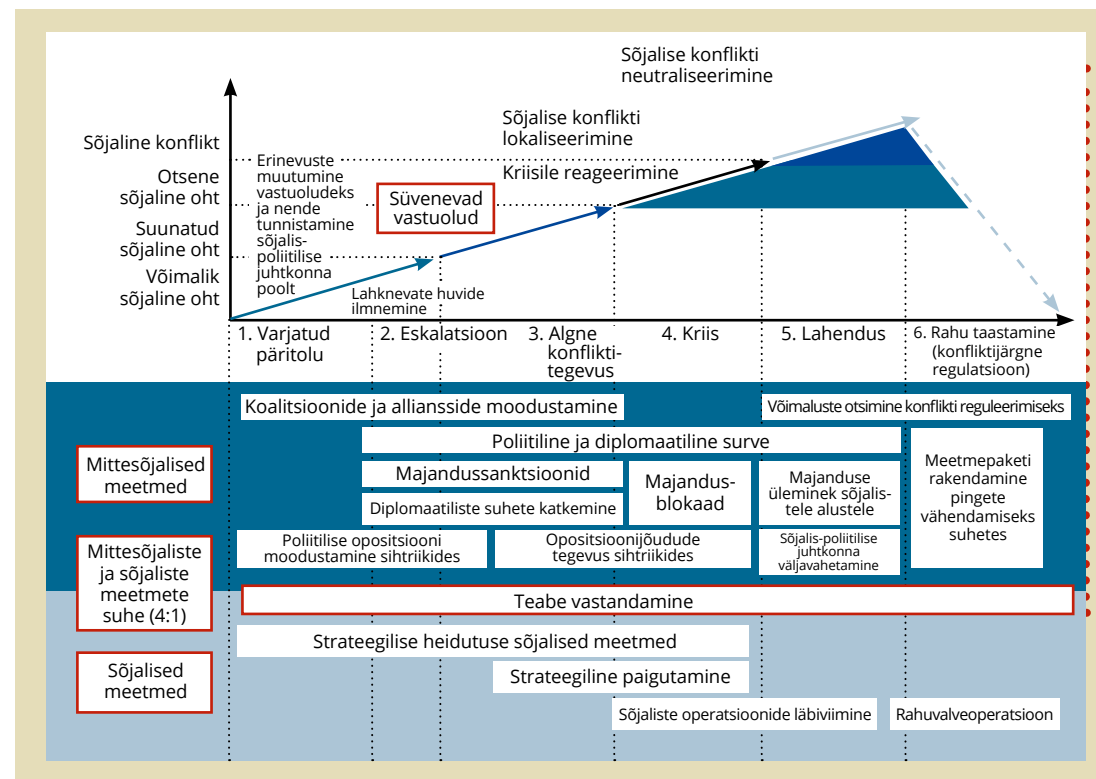 Sõjalise konflikti
neutraliseerimine
Sõjalise konflikti
lokaliseerimine
Kriisile reageerimine
Sõjaline konflikt
Otsene
sõjaline oht
Suunatud
sõjaline oht
Võimalik
sõjaline oht
Erinevuste
muutumine
vastuoludeks
ja nende
tunnistamine
sõjalis-
poliitilise
juhtkonna
poolt
Süvenevad
vastuolud
Lahknevate huvide
ilmnemine
1. Varjatud
päritolu
2. Eskalatsioon
3. Algne
konflikti-
tegevus
4. Kriis
5. Lahendus
6. Rahu taastamine
(konfliktijärgne
regulatsioon)
Koalitsioonide ja alliansside moodustamine
Võimaluste otsimine konflikti reguleerimiseks
Poliitiline ja diplomaatiline surve
Mittesõjalised
meetmed
Majandussanktsioonid
Diplomaatiliste suhete katkemine
Majandus-
blokaad
Majanduse
üleminek sõjalis-
tele alustele
Meetmepaketi
rakendamine
pingete
vähendamiseks
suhetes
Poliitilise opositsiooni
moodustamine sihtriikides
Opositsioonijõudude
tegevus sihtriikides
Sõjalis-poliitilise
juhtkonna
väljavahetamine
Mittesõjaliste
ja sõjaliste
meetmete
suhe (4:1)
Teabe vastandamine
Strateegilise heidutuse sõjalised meetmed
Sõjalised
meetmed
Strateegiline paigutamine
Sõjaliste operatsioonide läbiviimine
Rahuvalveoperatsioon